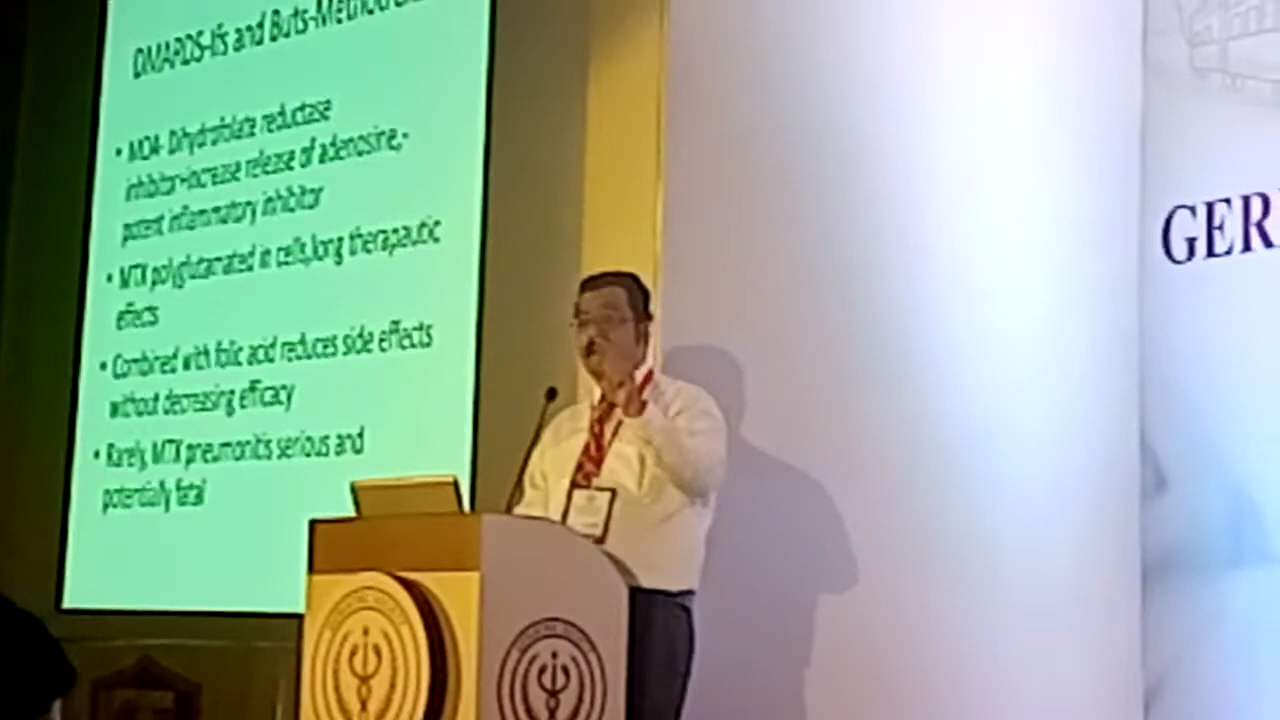 DMARDS-Ifs and Buts-Methotrexa
• MOA- Dihydrofolate reductase
inhibitor-increase release of adenosine,-
potent inflammatory inhibitor
• MTX polyglutamated in cells,long therapautic
effects
• Combined with folic acid reduces side effects
without decreasing efficacy
• Rarely, MTX pneumonitis serious and
potentially fatal
GER